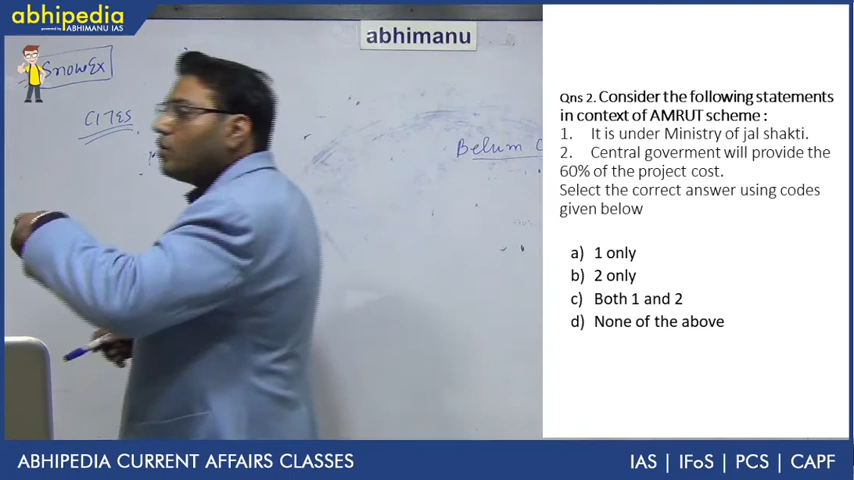 abhipedia
powered by ABHIMANU IAS
SnowEx
CITES
abhimanu
Belum C
Qns 2. Consider the following statements
in context of AMRUT scheme :
1. It is under Ministry of jal shakti.
2. Central goverment will provide the
60% of the project cost.
Select the correct answer using codes
given below
a) 1 only
b) 2 only
c) Both 1 and 2
d) None of the above
ABHIPEDIA CURRENT AFFAIRS CLASSES
IAS | IFoS | PCS | CAPF